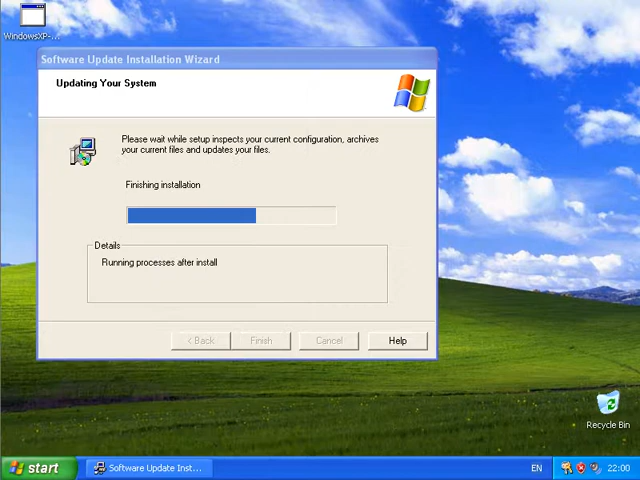 WindowsXP-...
Software Update Installation Wizard
Updating Your System
Please wait while setup inspects your current configuration, archives
your current files and updates your files.
Finishing installation
Details
Running processes after install
< Back
Finish
Cancel
Help
Recycle Bin
start
Software Update Inst...
EN
22:00